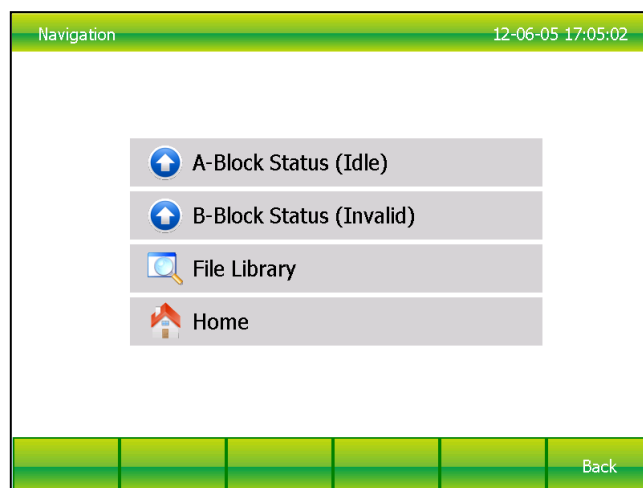 Navigation 12-06-05 17:05:02
A-Block Status (Idle)
B-Block Status (Invalid)
File Library
Home
Back